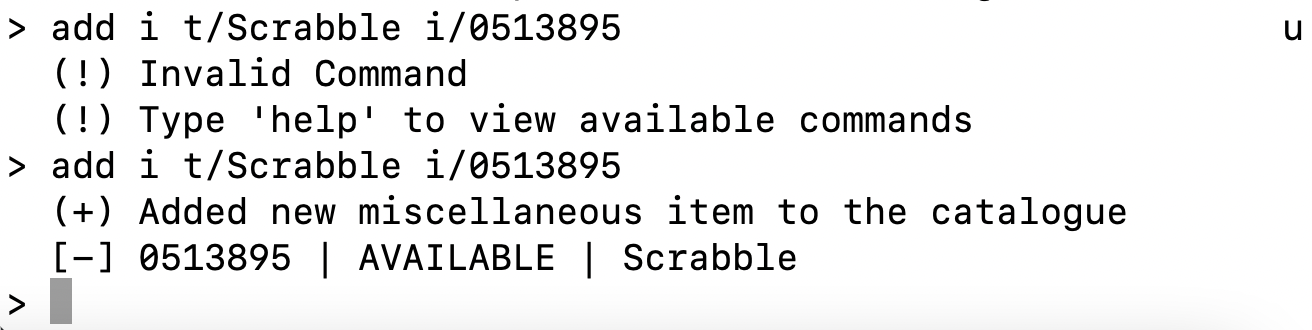 > add i t/Scrabble i/0513895 u
(!) Invalid Command
(!) Type 'help' to view available commands
> add i t/Scrabble i/0513895
(+) Added new miscellaneous item to the catalogue
[-] 0513895 | AVAILABLE | Scrabble
>